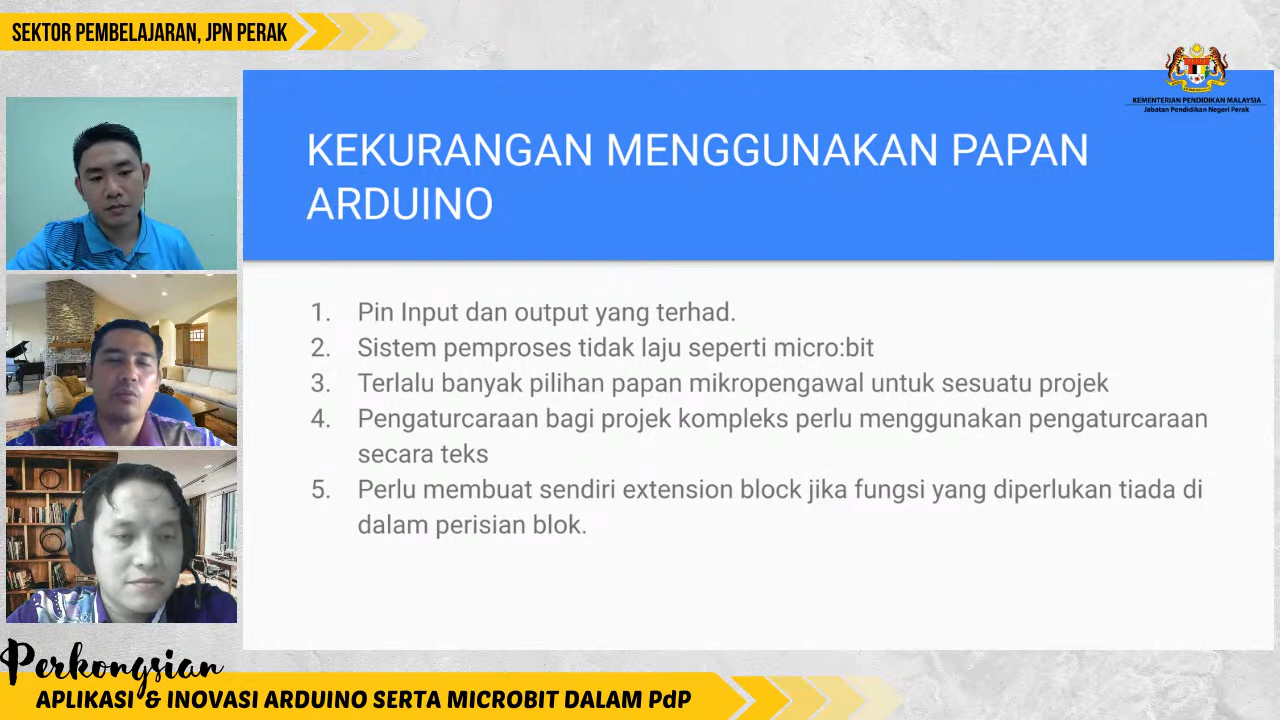 SEKTOR PEMBELAJARAN, JPN PERAK
KEMENTERIAN PENDIDIKAN MALAYSIA
Jabatan Pendidikan Negeri Perak
KEKURANGAN MENGGUNAKAN PAPAN
ARDUINO
1. Pin Input dan output yang terhad.
2. Sistem pemproses tidak laju seperti micro:bit
3. Terlalu banyak pilihan papan mikropengawal untuk sesuatu projek
4. Pengaturcaraan bagi projek kompleks perlu menggunakan pengaturcaraan
secara teks
5. Perlu membuat sendiri extension block jika fungsi yang diperlukan tiada di
dalam perisian blok.
Perkongsian
APLIKASI & INOVASI ARDUINO SERTA MICROBIT DALAM PdP